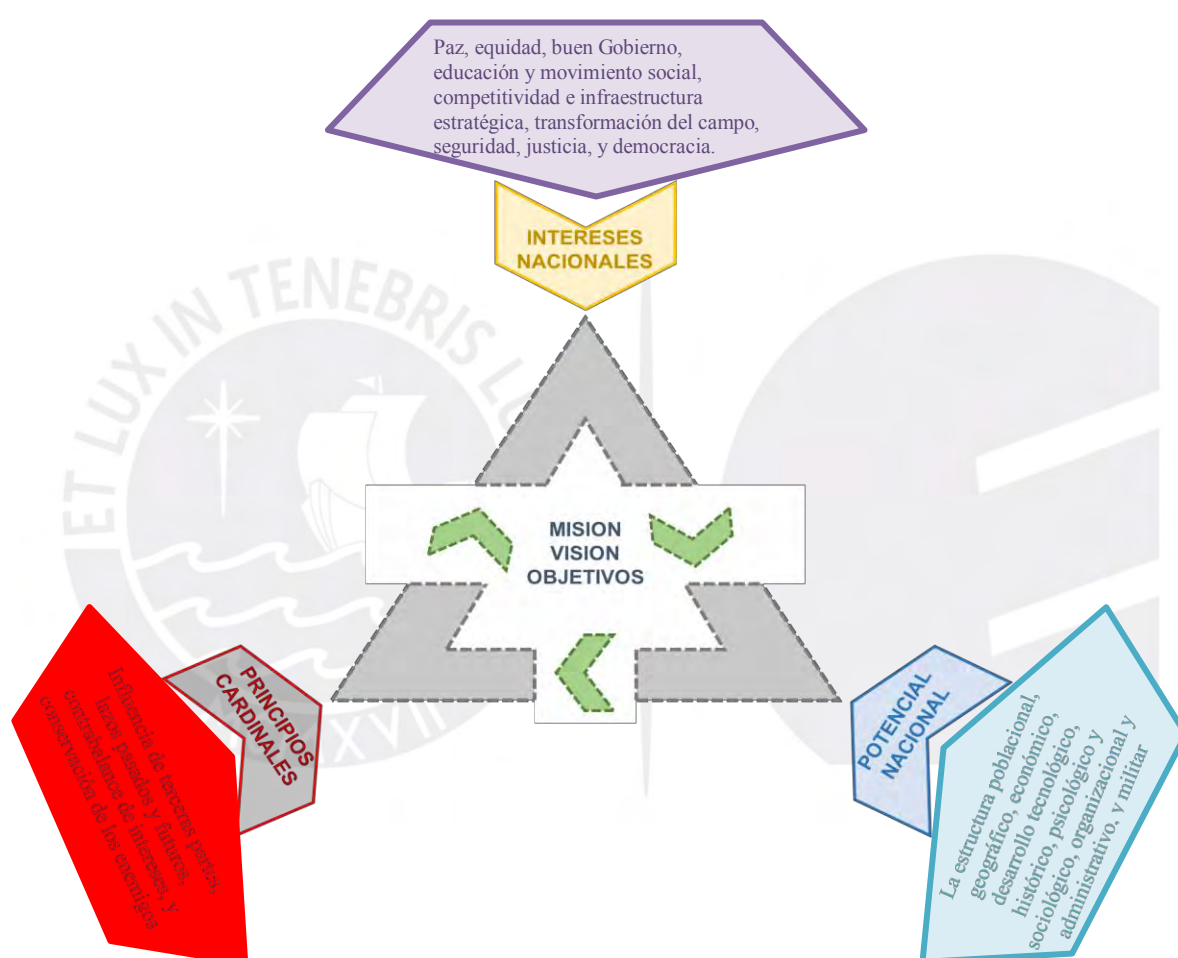 Paz, equidad, buen Gobierno,
educación y movimiento social,
competitividad e infraestructura
estratégica, transformación del campo,
seguridad, justicia, y democracia.
INTERESES
NACIONALES
ET LUX IN TENEBRIS
MISION
VISION
OBJETIVOS
PRINCIPIOS
CARDINALES
Influencia de terceras partes,
lazos pasados y futuros,
contrabalance de intereses, y
conservación de los enemigos
POTENCIAL
NACIONAL
La estructura poblacional,
geográfico, económico,
desarrollo tecnológico,
histórico, psicológico y
sociológico, organizacional y
administrativo, y militar